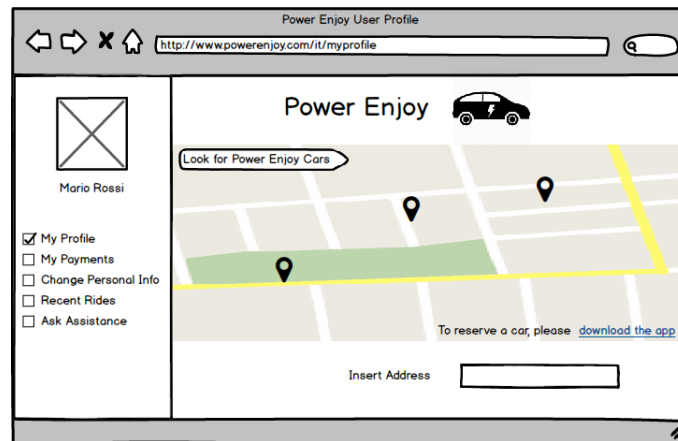 Power Enjoy User Profile
http://www.powerenjoy.com/it/myprofile
Power Enjoy
Look for Power Enjoy Cars
Mario Rossi
My Profile
My Payments
Change Personal Info
Recent Rides
Ask Assistance
To reserve a car, please download the app
Insert Address